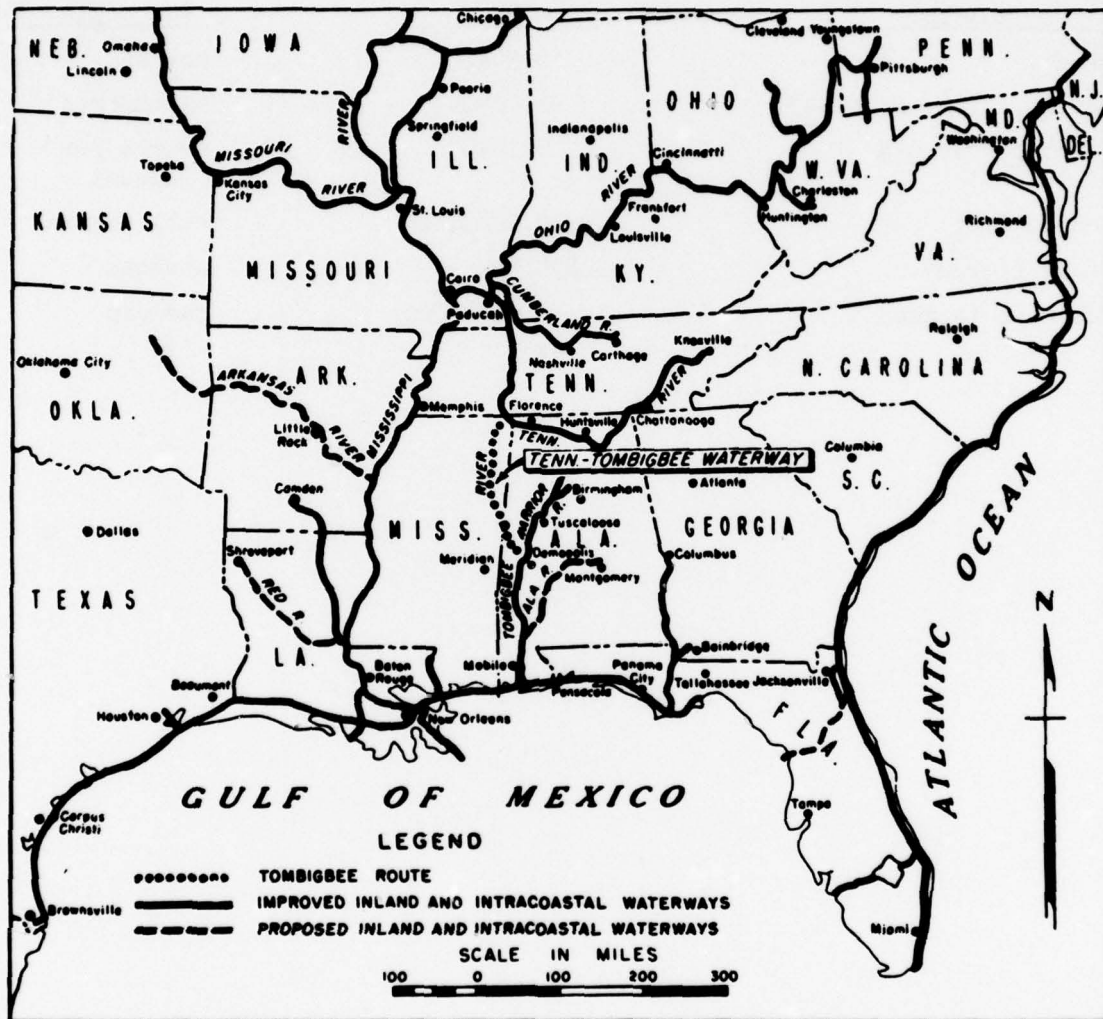 Chicago
Cleveland
Youngstown
NEB.
Omaha
IOWA
PENN.
Lincoln
Pittsburgh
Peoria
OHIO
N.J.
RIVER
Springfield
Indianapolis
MD.
Washington
DEL.
ILL.
IND.
Cincinnatti
Topeka
MISSOURI
RIVER
Kansas
City
W. VA.
Charleston
RIVER
Frankfort
Huntington
St. Louis
KANSAS
OHIO
Louisville
Richmond
MISSOURI
KY.
VA.
Cairo
Paducah
CUMBERLAND R.
Nashville
Carthage
Knoxville
Raleigh
Oklahoma City
ARKANSAS
RIVER
ARK.
TENN.
RIVER
N. CAROLINA
OKLA.
MISSISSIPPI
Memphis
Florence
Huntsville
Chattanooga
Little
Rock
TENN.
Columbia
TENN.-TOMBIGBEE WATERWAY
S.C.
RIVER
Camden
WARRIOR R.
Birmingham
Atlanta
Dallas
MISS.
Tuscaloosa
ALA.
GEORGIA
Shreveport
Meridian
Demopolis
Columbus
TOMBIGBEE
ALA R.
Montgomery
TEXAS
RED R.
LA.
Baton
Rouge
Mobile
Bainbridge
Panama
City
Beaumont
Pensacola
Tallahassee
Jacksonville
Houston
New Orleans
FLA
ATLANTIC
OCEAN
N
GULF OF MEXICO
Tampa
Corpus
Christi
LEGEND
TOMBIGBEE ROUTE
IMPROVED INLAND AND INTRACOASTAL WATERWAYS
Brownsville
PROPOSED INLAND AND INTRACOASTAL WATERWAYS
Miami
SCALE IN MILES
100 0 100 200 300